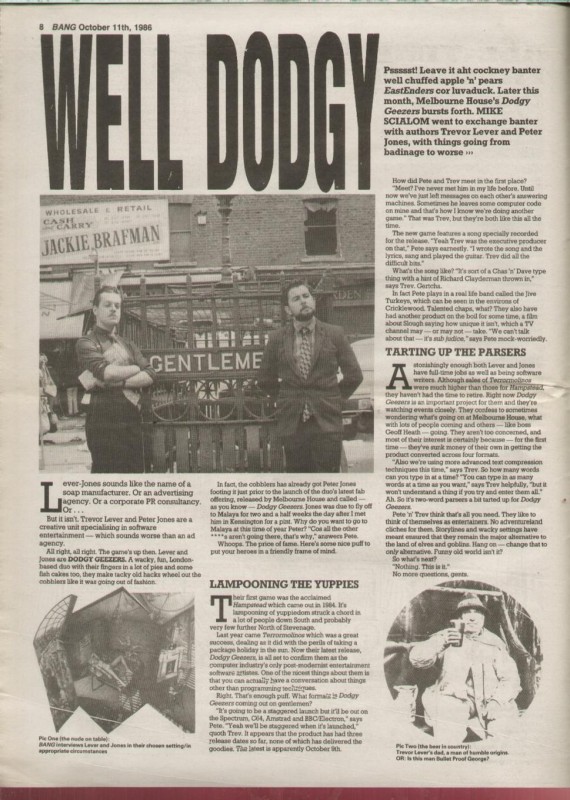 8 BANG October 11th, 1986
WELL DODGY
Psssssst! Leave it aht cockney banter
well chuffed apple 'n' pears
EastEnders cor luvaduck. Later this
month, Melbourne House's Dodgy
Geezers bursts forth. MIKE
SCIALOM went to exchange banter
with authors Trevor Lever and Peter
Jones, with things going from
badinage to worse ›››
WHOLESALE & RETAIL
CASH
and CARRY
JACKIE BRAFMAN
GENTLEME
Lever-Jones sounds like the name of a
soap manufacturer. Or an advertising
agency. Or a corporate PR consultancy.
Or . . .
But it isn't. Trevor Lever and Peter Jones are a
creative unit specialising in software
entertainment — which sounds worse than an ad
agency.
All right, all right. The game's up then. Lever and
Jones are DODGY GEEZERS. A wacky, fun, London-
based duo with their fingers in a lot of pies and some
fish cakes too, they make tacky old hacks wheel out the
cobblers like it was going out of fashion.
Pic One (the nude on table):
BANG interviews Lever and Jones in their chosen setting/in
appropriate circumstances
In fact, the cobblers has already got Peter Jones
footing it just prior to the launch of the duo's latest fab
offering, released by Melbourne House and called —
as you know — Dodgy Geezers. Jones was due to fly off
to Malaya for two and a half weeks the day after I met
him in Kensington for a pint. Why do you want to go to
Malaya at this time of year Peter? "Cos all the other
****s aren't going there, that's why," answers Pete.
Whoops. The price of fame. Here's some nice puff to
put your heroes in a friendly frame of mind.
LAMPOONING THE YUPPIES
Their first game was the acclaimed
Hampstead which came out in 1984. It's
lampooning of yuppiedom struck a chord in
a lot of people down South and probably
very few further North of Stevenage.
Last year came Terrormolinos which was a great
success, dealing as it did with the perils of taking a
package holiday in the sun. Now their latest release,
Dodgy Geezers, is all set to confirm them as the
computer industry's only post-modernist entertainment
software artistes. One of the nicest things about them is
that you can actually have a conversation about things
other than programming techniques.
Right. That's enough puff. What formats is Dodgy
Geezers coming out on gentlemen?
"It's going to be a staggered launch but it'll be out on
the Spectrum, C64, Amstrad and BBC/Electron," says
Pete. "Yeah we'll be staggered when it's launched,"
quoth Trev. It appears that the product has had three
release dates so far, none of which has delivered the
goodies. The latest is apparently October 9th.
How did Pete and Trev meet in the first place?
"Meet? I've never met him in my life before. Until
now we've just left messages on each other's answering
machines. Sometimes he leaves some computer code
on mine and that's how I know we're doing another
game." That was Trev, but they're both like this all the
time.
The new game features a song specially recorded
for the release. "Yeah Trev was the executive producer
on that," Pete says earnestly. "I wrote the song and the
lyrics, sang and played the guitar. Trev did all the
difficult bits."
What's the song like? "It's sort of a Chas 'n' Dave type
thing with a hint of Richard Clayderman thrown in,"
says Trev. Gertcha.
In fact Pete plays in a real life band called the Jive
Turkeys, which can be seen in the environs of
Cricklewood. Talented chaps, what? They also have
had another product on the boil for some time, a film
about Slough saying how unique it isn't, which a TV
channel may — or may not — take. "We can't talk
about that — it's sub judice," says Pete mock-worriedly.
TARTING UP THE PARSERS
Astonishingly enough both Lever and Jones
have full-time jobs as well as being software
writers. Although sales of Terrormolinos
were much higher than those for Hampstead,
they haven't had the time to retire. Right now Dodgy
Geezers is an important project for them and they're
watching events closely. They confess to sometimes
wondering what's going on at Melbourne House, what
with lots of people coming and others — like boss
Geoff Heath — going. They aren't too concerned, and
most of their interest is certainly because — for the first
time — they've sunk money of their own in getting the
product converted across four formats.
"Also we're using more advanced text compression
techniques this time," says Trev. So how many words
can you type in at a time? "You can type in as many
words at a time as you want," says Trev helpfully, "but it
won't understand a thing if you try and enter them all."
Ah. So it's two-word parsers a bit tarted up for Dodgy
Geezers.
Pete 'n' Trev think that's all you need. They like to
think of themselves as entertainers. No adventureland
cliches for them. Storylines and wacky settings have
meant ensured that they remain the major alternative to
the land of elves and goblins. Hang on — change that to
only alternative. Funny old world isn't it?
So what's next?
"Nothing. This is it."
No more questions, gents.
Pic Two (the beer in country):
Trevor Lever's dad, a man of humble origins.
OR: Is this man Bullet Proof George?